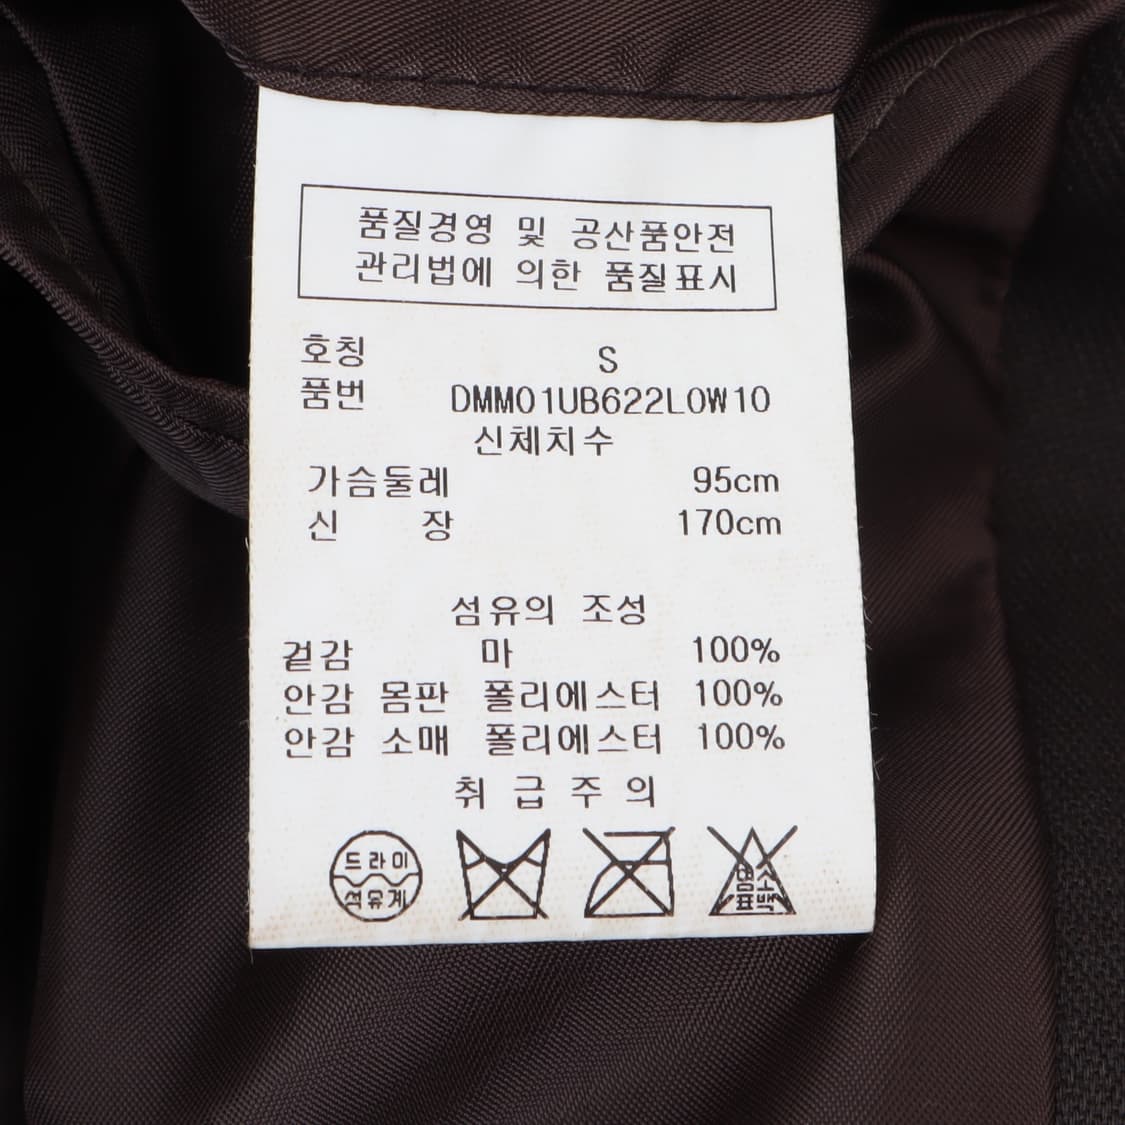 품질경영 및 공산품안전
관리법에 의한 품질표시
호칭 S
품번 DMM01UB622L0W10
신체치수
가슴둘레 95cm
신 장 170cm
섬유의 조성
겉감 마 100%
안감 몸판 폴리에스터 100%
안감 소매 폴리에스터 100%
취 급 주 의
드라이
석유계
염소
표백